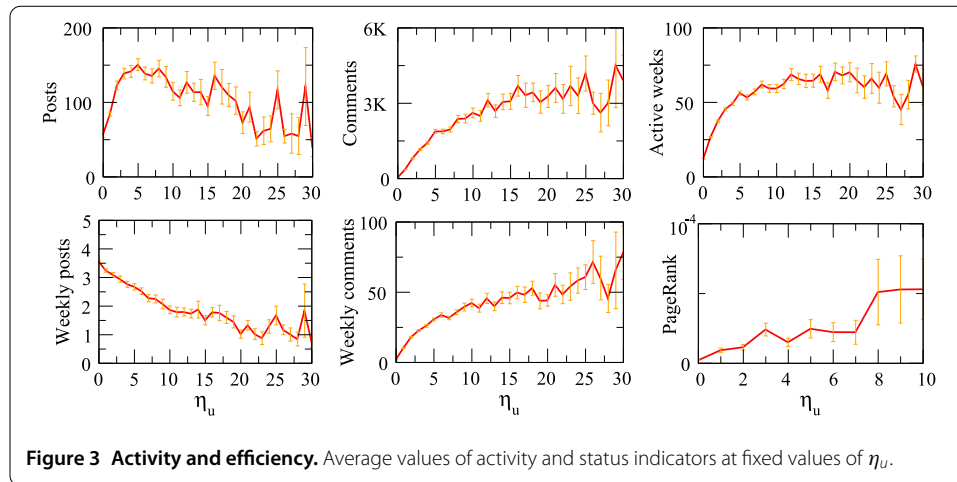 Posts
200
100
0
0 5 10 15 20 25 30
Comments
6K
3K
0
0 5 10 15 20 25 30
Active weeks
100
50
0
0 5 10 15 20 25 30
Weekly posts
5
4
3
2
1
0
0 5 10 15 20 25 30
ηu
Weekly comments
100
50
0
0 5 10 15 20 25 30
ηu
PageRank
10-4
0
0 2 4 6 8 10
ηu
Figure 3 Activity and efficiency. Average values of activity and status indicators at fixed values of ηu.